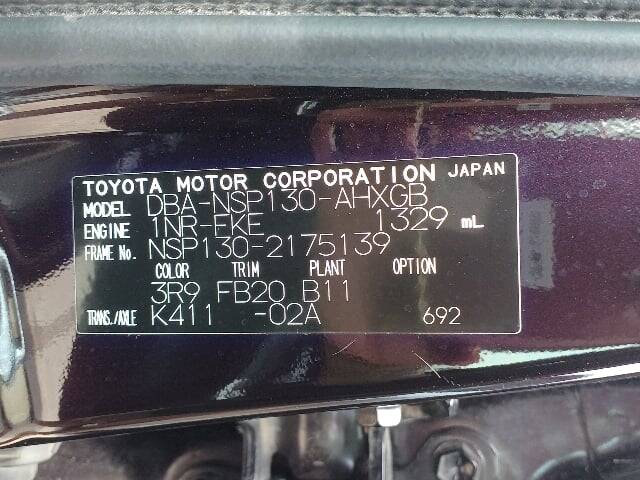 TOYOTA MOTOR CORPORATION JAPAN
MODEL DBA-NSP130-AHXGB
ENGINE 1NR-FKE 1329 mL
FRAME No. NSP130-2175139
COLOR TRIM PLANT OPTION
3R9 FB20 B11
TRANS./AXLE K411 -02A 692